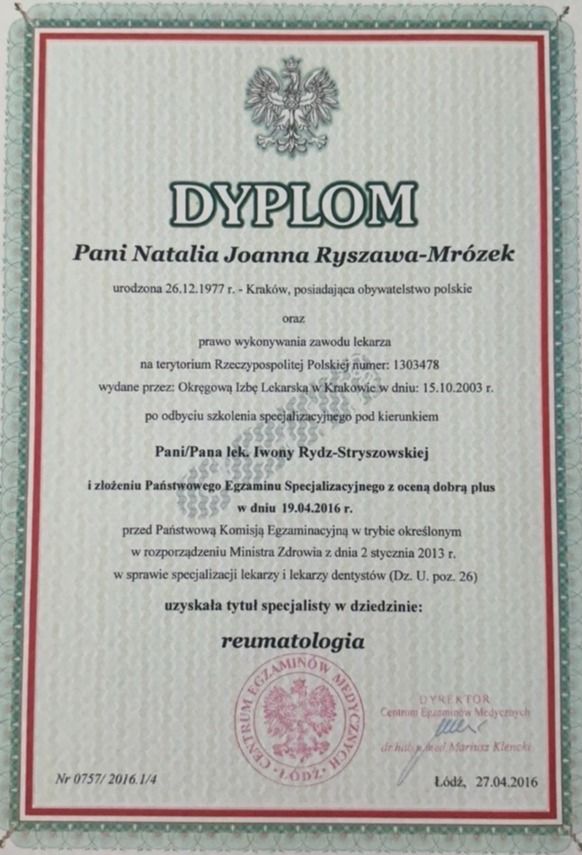 DYPLOM
Pani Natalia Joanna Ryszawa-Mrózek
urodzona 26.12.1977 r. - Kraków, posiadająca obywatelstwo polskie
oraz
prawo wykonywania zawodu lekarza
na terytorium Rzeczypospolitej Polskiej numer: 1303478
wydane przez: Okręgową Izbę Lekarską w Krakowie w dniu: 15.10.2003 r.
po odbyciu szkolenia specjalizacyjnego pod kierunkiem
Pani/Pana lek. Iwony Rydz-Stryszowskiej
i złożeniu Państwowego Egzaminu Specjalizacyjnego z oceną dobrą plus
w dniu 19.04.2016 r.
przed Państwową Komisją Egzaminacyjną w trybie określonym
w rozporządzeniu Ministra Zdrowia z dnia 2 stycznia 2013 r.
w sprawie specjalizacji lekarzy i lekarzy dentystów (Dz. U. poz. 26)
uzyskała tytuł specjalisty w dziedzinie:
reumatologia
CENTRUM EGZAMINÓW MEDYCZNYCH
ŁÓDŹ
DYREKTOR
Centrum Egzaminów Medycznych
dr hab. n. med Mariusz Klencki
Nr 0757/ 2016.1/4
Łódź, 27.04.2016